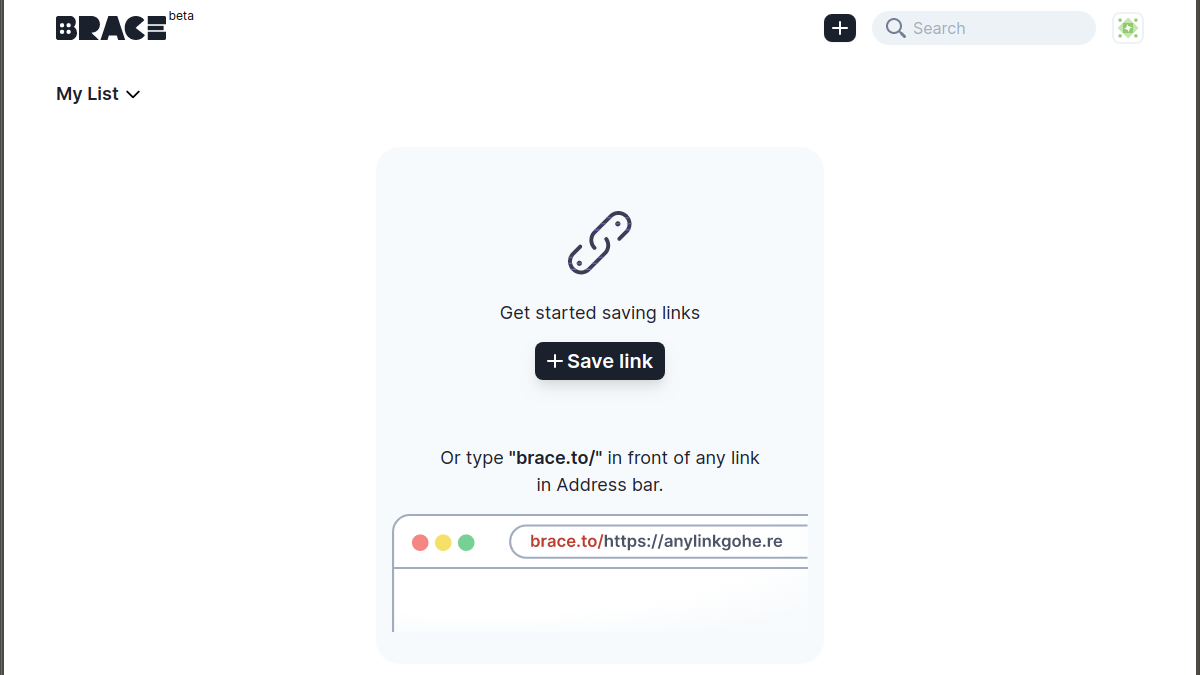 BRACE beta
Search
My List
Get started saving links
Save link
Or type "brace.to/" in front of any link
in Address bar.
brace.to/https://anylinkgohe.re